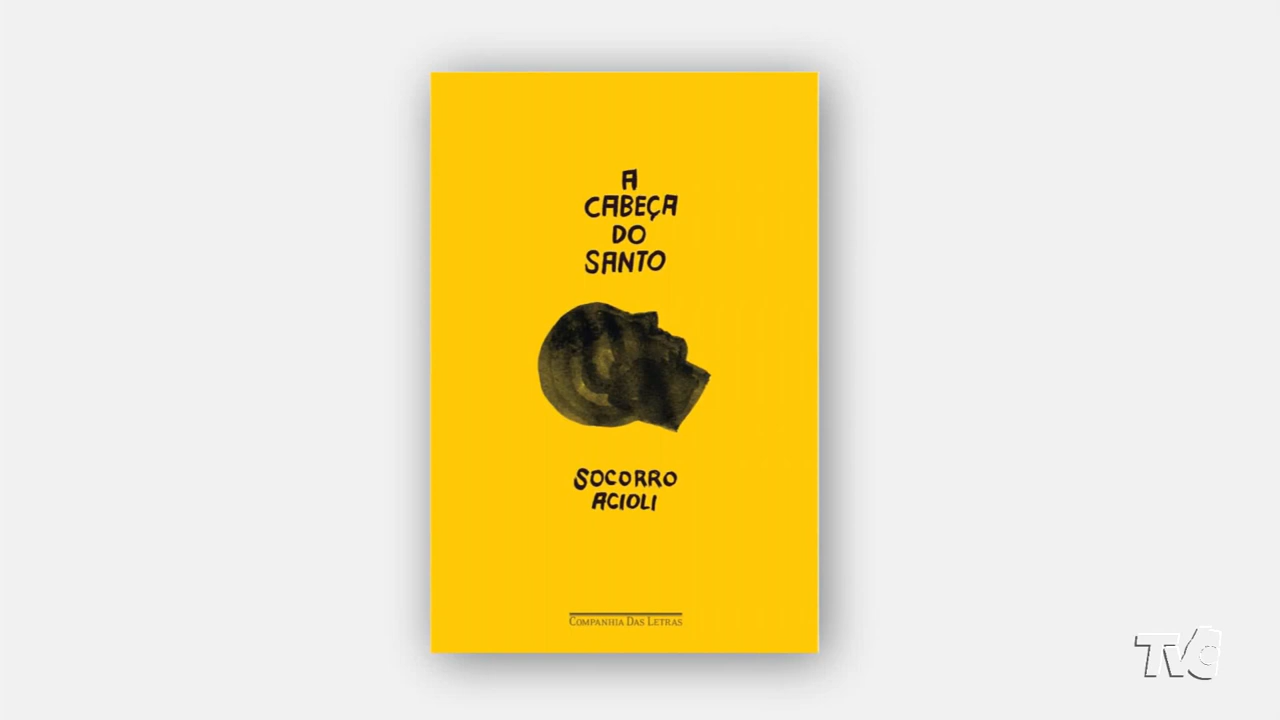 A
CABEÇA
DO
SANTO
SOCORRO
ACIOLI
COMPANHIA DAS LETRAS
TVC